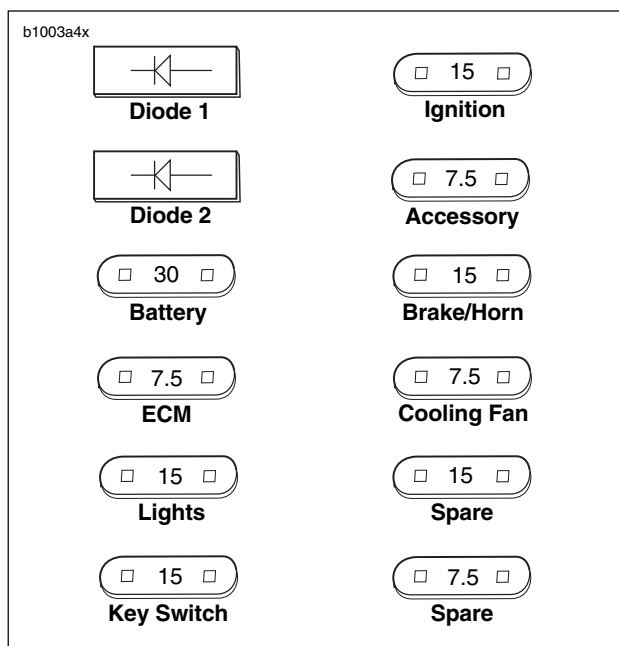 b1003a4x
Diode 1
15
Ignition
Diode 2
7.5
Accessory
30
Battery
15
Brake/Horn
7.5
ECM
7.5
Cooling Fan
15
Lights
15
Spare
15
Key Switch
7.5
Spare